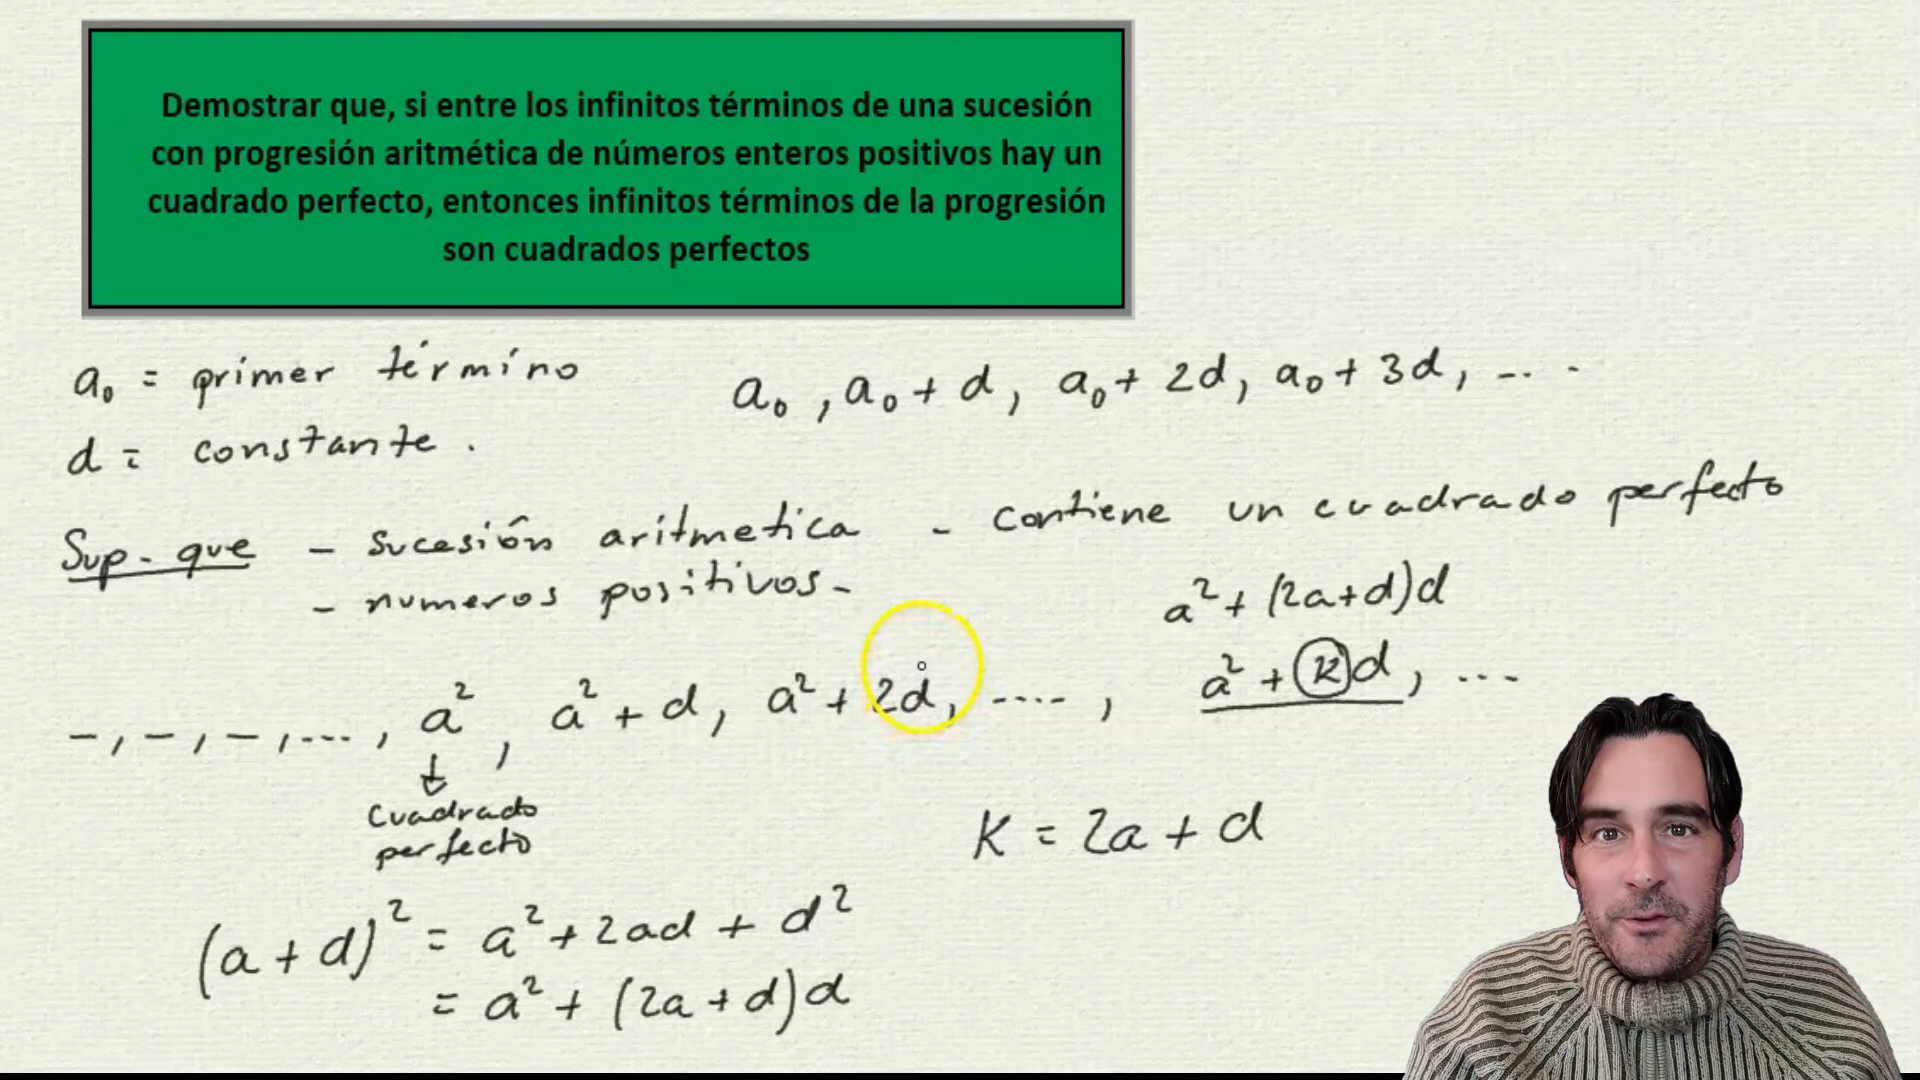 Demostrar que, si entre los infinitos términos de una sucesión
con progresión aritmética de números enteros positivos hay un
cuadrado perfecto, entonces infinitos términos de la progresión
son cuadrados perfectos
a₀ = primer término
a₀, a₀ + d, a₀ + 2d, a₀ + 3d, ....
d = constante.
Sup. que - sucesión aritmetica - contiene un cuadrado perfecto
- numeros positivos-
a² + (2a+d)d
-, -, -, ..., a², a² + d, a² + 2d, ...., a² + kd, ...
↓
Cuadrado
perfecto
K = 2a + d
(a + d)² = a² + 2ad + d²
= a² + (2a + d)d